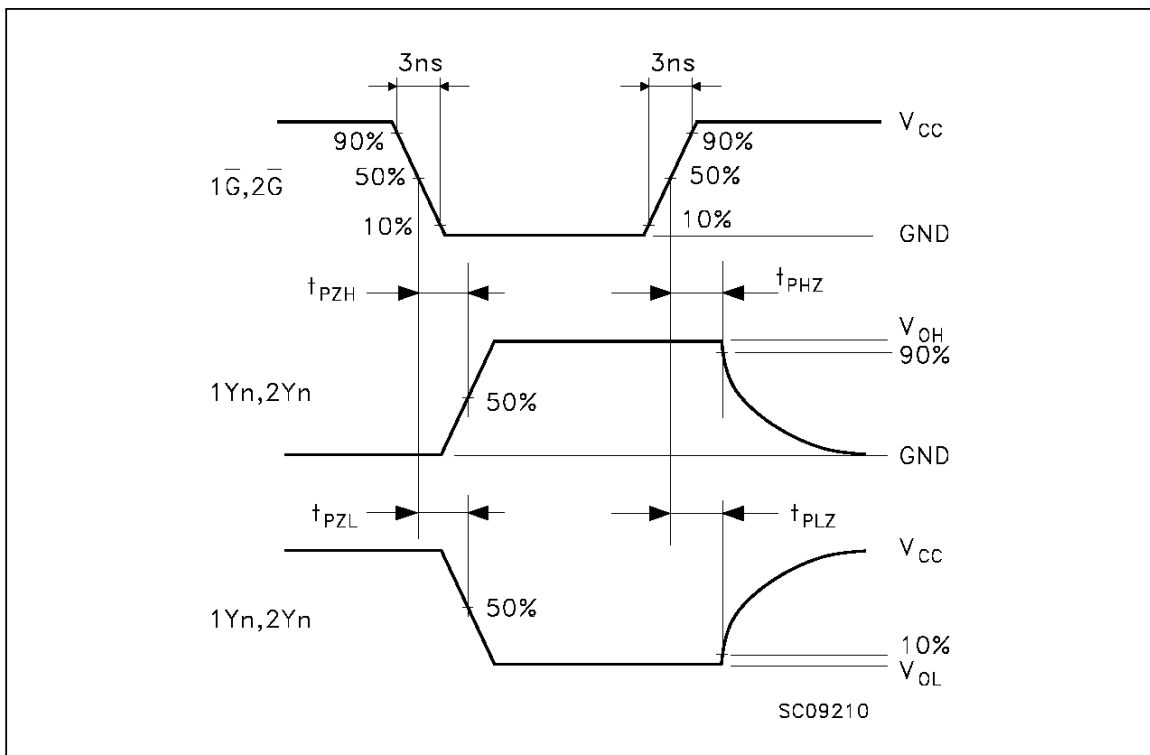 3ns 3ns
V_CC
90% 90%
1G̅,2G̅ 50% 50%
10% 10%
GND
t_PZH t_PHZ
V_OH
90%
1Yn,2Yn 50%
GND
t_PZL t_PLZ
V_CC
1Yn,2Yn 50%
10%
V_OL
SC09210